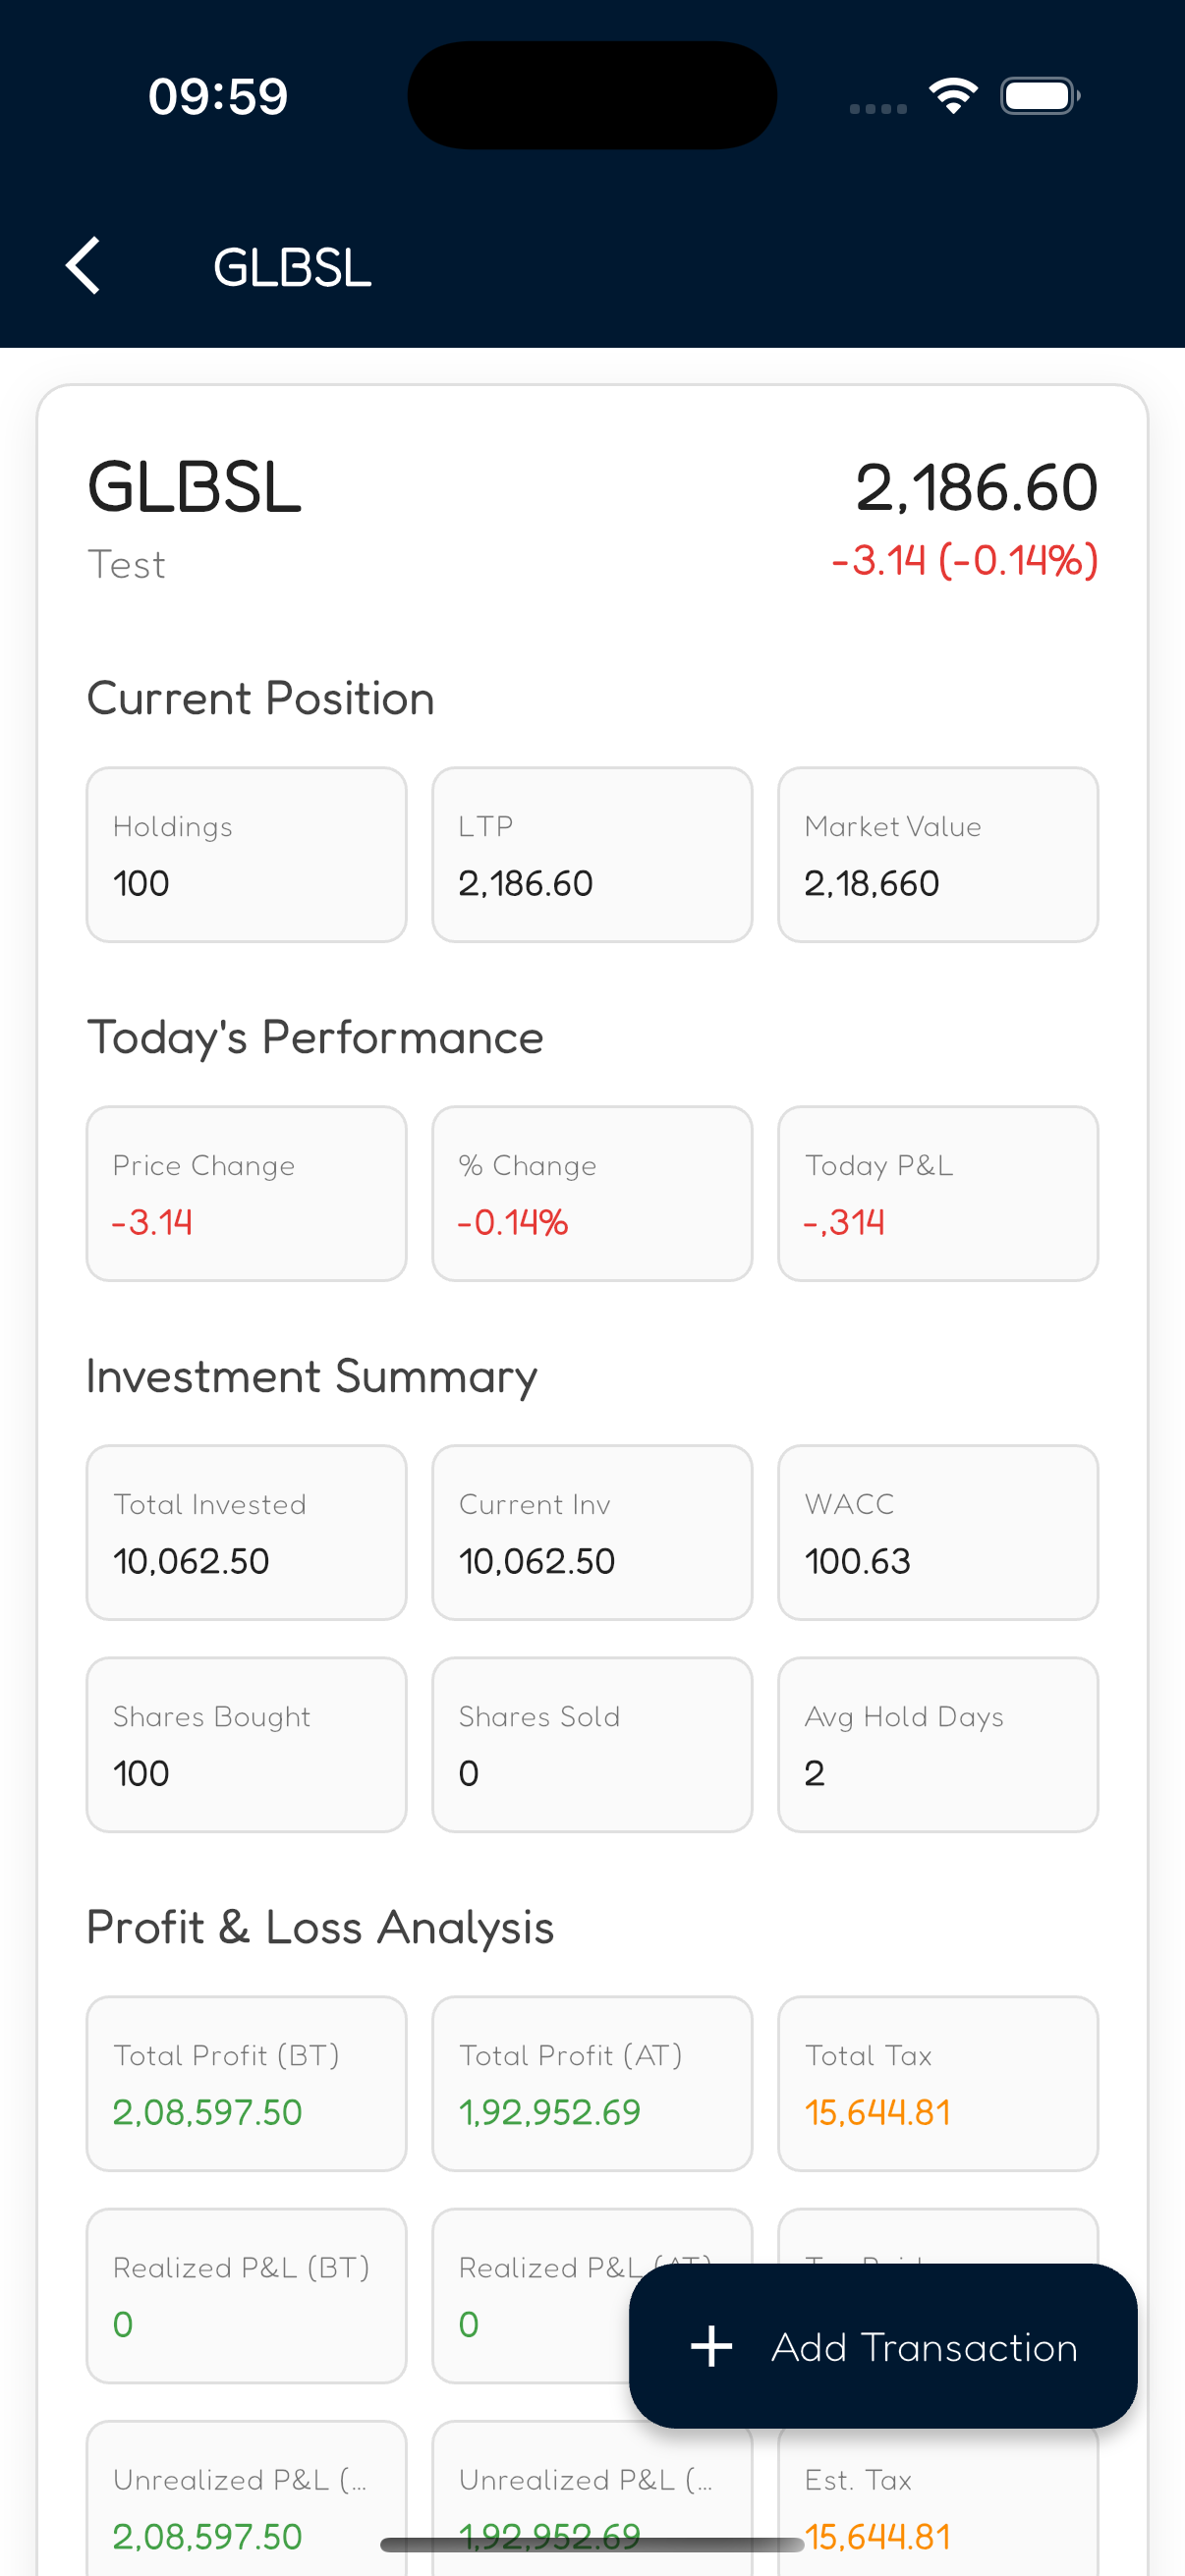 09:59
GLBSL
GLBSL 2,186.60
Test -3.14 (-0.14%)
Current Position
Holdings LTP Market Value
100 2,186.60 2,18,660
Today's Performance
Price Change % Change Today P&L
-3.14 -0.14% -,314
Investment Summary
Total Invested Current Inv WACC
10,062.50 10,062.50 100.63
Shares Bought Shares Sold Avg Hold Days
100 0 2
Profit & Loss Analysis
Total Profit (BT) Total Profit (AT) Total Tax
2,08,597.50 1,92,952.69 15,644.81
Realized P&L (BT) Realized P&L (AT)
0 0
Add Transaction
Unrealized P&L (... Unrealized P&L (... Est. Tax
2,08,597.50 1,92,952.69 15,644.81